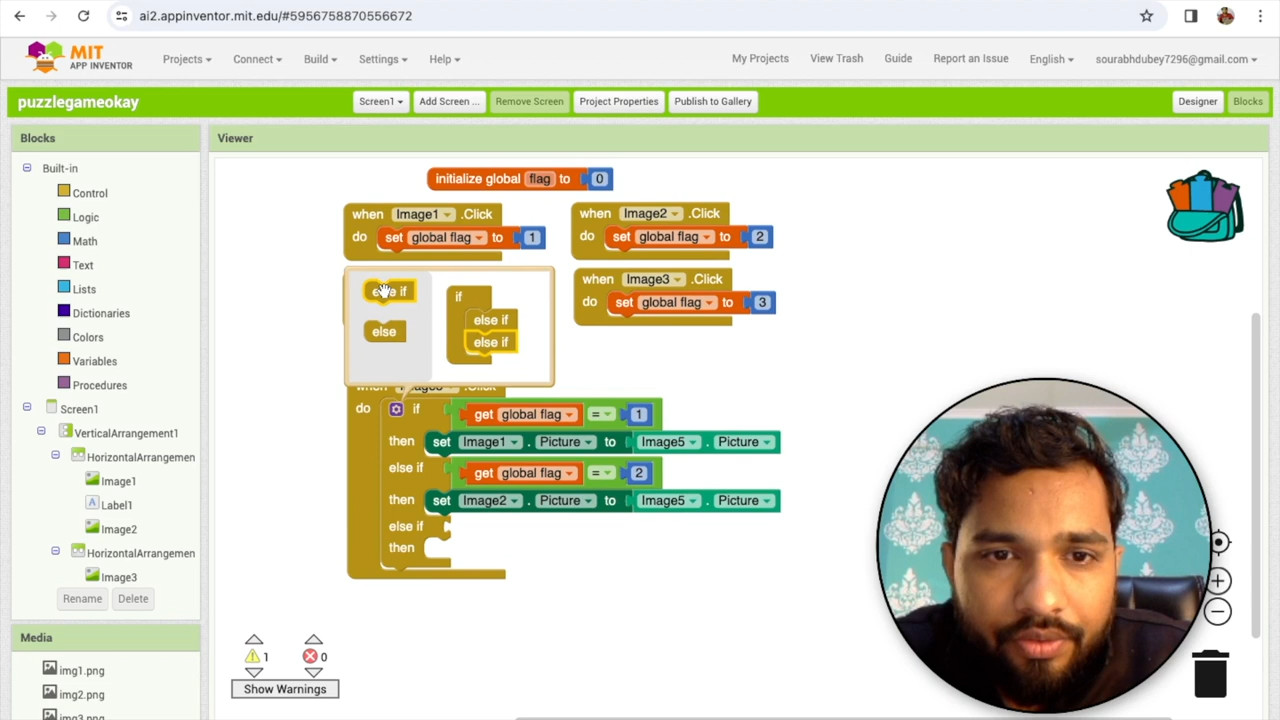 ai2.appinventor.mit.edu/#5956758870556672
MIT
APP INVENTOR
Projects
Connect
Build
Settings
Help
My Projects
View Trash
Guide
Report an Issue
English
sourabhdubey7296@gmail.com
puzzlegameokay
Screen1
Add Screen ...
Remove Screen
Project Properties
Publish to Gallery
Designer
Blocks
Blocks
Built-in
Control
Logic
Math
Text
Lists
Dictionaries
Colors
Variables
Procedures
Screen1
VerticalArrangement1
HorizontalArrangemen
Image1
Label1
Image2
HorizontalArrangemen
Image3
Rename
Delete
Media
img1.png
img2.png
img3.png
Viewer
initialize global flag to 0
when Image1 .Click
do set global flag to 1
when Image2 .Click
do set global flag to 2
when Image3 .Click
do set global flag to 3
else if
else
if
else if
else if
when .Click
do if get global flag = 1
then set Image1 . Picture to Image5 . Picture
else if get global flag = 2
then set Image2 . Picture to Image5 . Picture
else if
then
1
0
Show Warnings